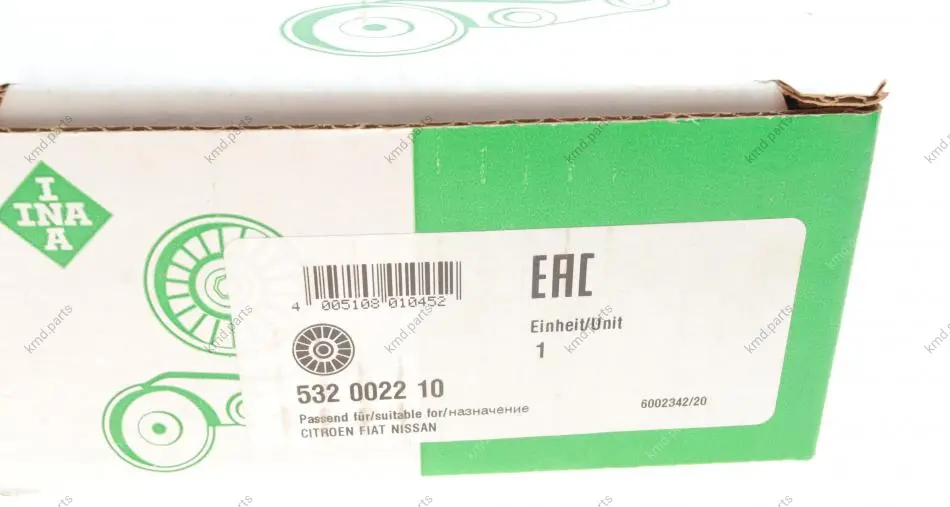 I
INA
A
4 005108 010452
EAC
Einheit/Unit
1
532 0022 10
Passend für/suitable for/назначение
CITROEN FIAT NISSAN
6002342/20
kmd.parts